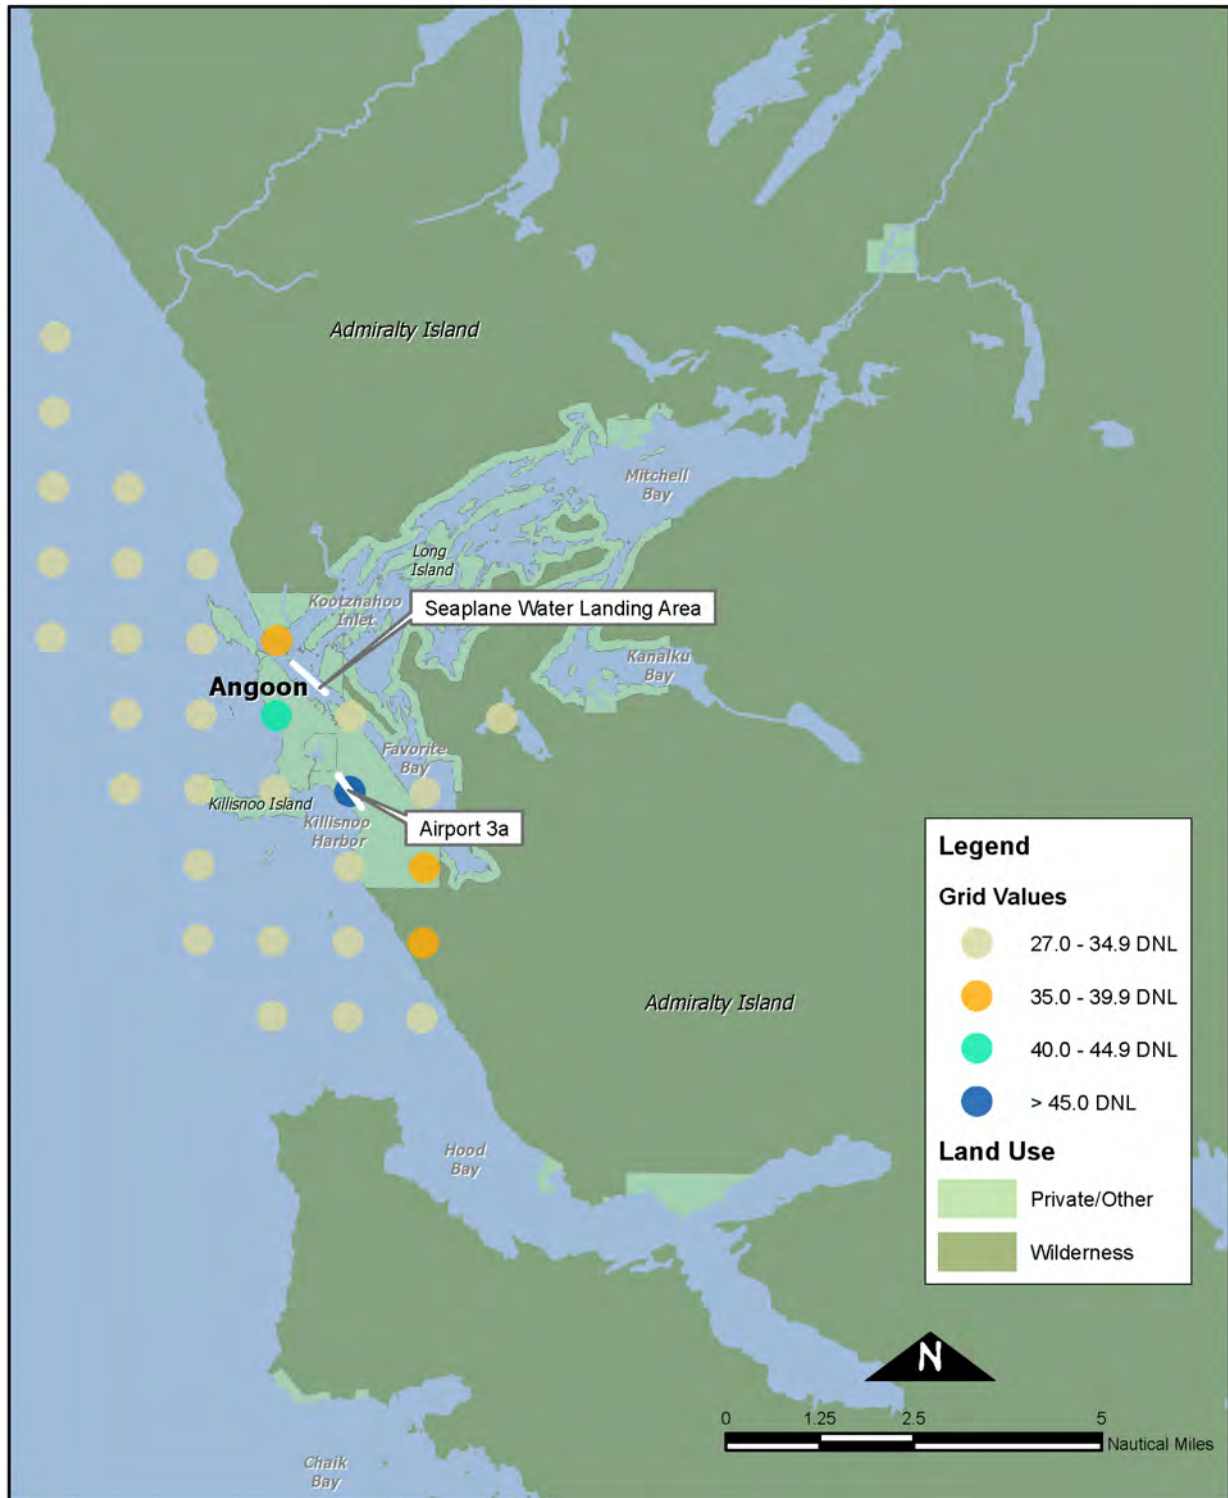 Admiralty Island
Mitchell
Bay
Long
Island
Kootznahoo
Inlet
Seaplane Water Landing Area
Kanalku
Bay
Angoon
Favorite
Bay
Killisnoo Island
Killisnoo
Harbor
Airport 3a
Admiralty Island
Hood
Bay
Chaik
Bay
Legend
Grid Values
27.0 - 34.9 DNL
35.0 - 39.9 DNL
40.0 - 44.9 DNL
> 45.0 DNL
Land Use
Private/Other
Wilderness
N
0 1.25 2.5 5
Nautical Miles